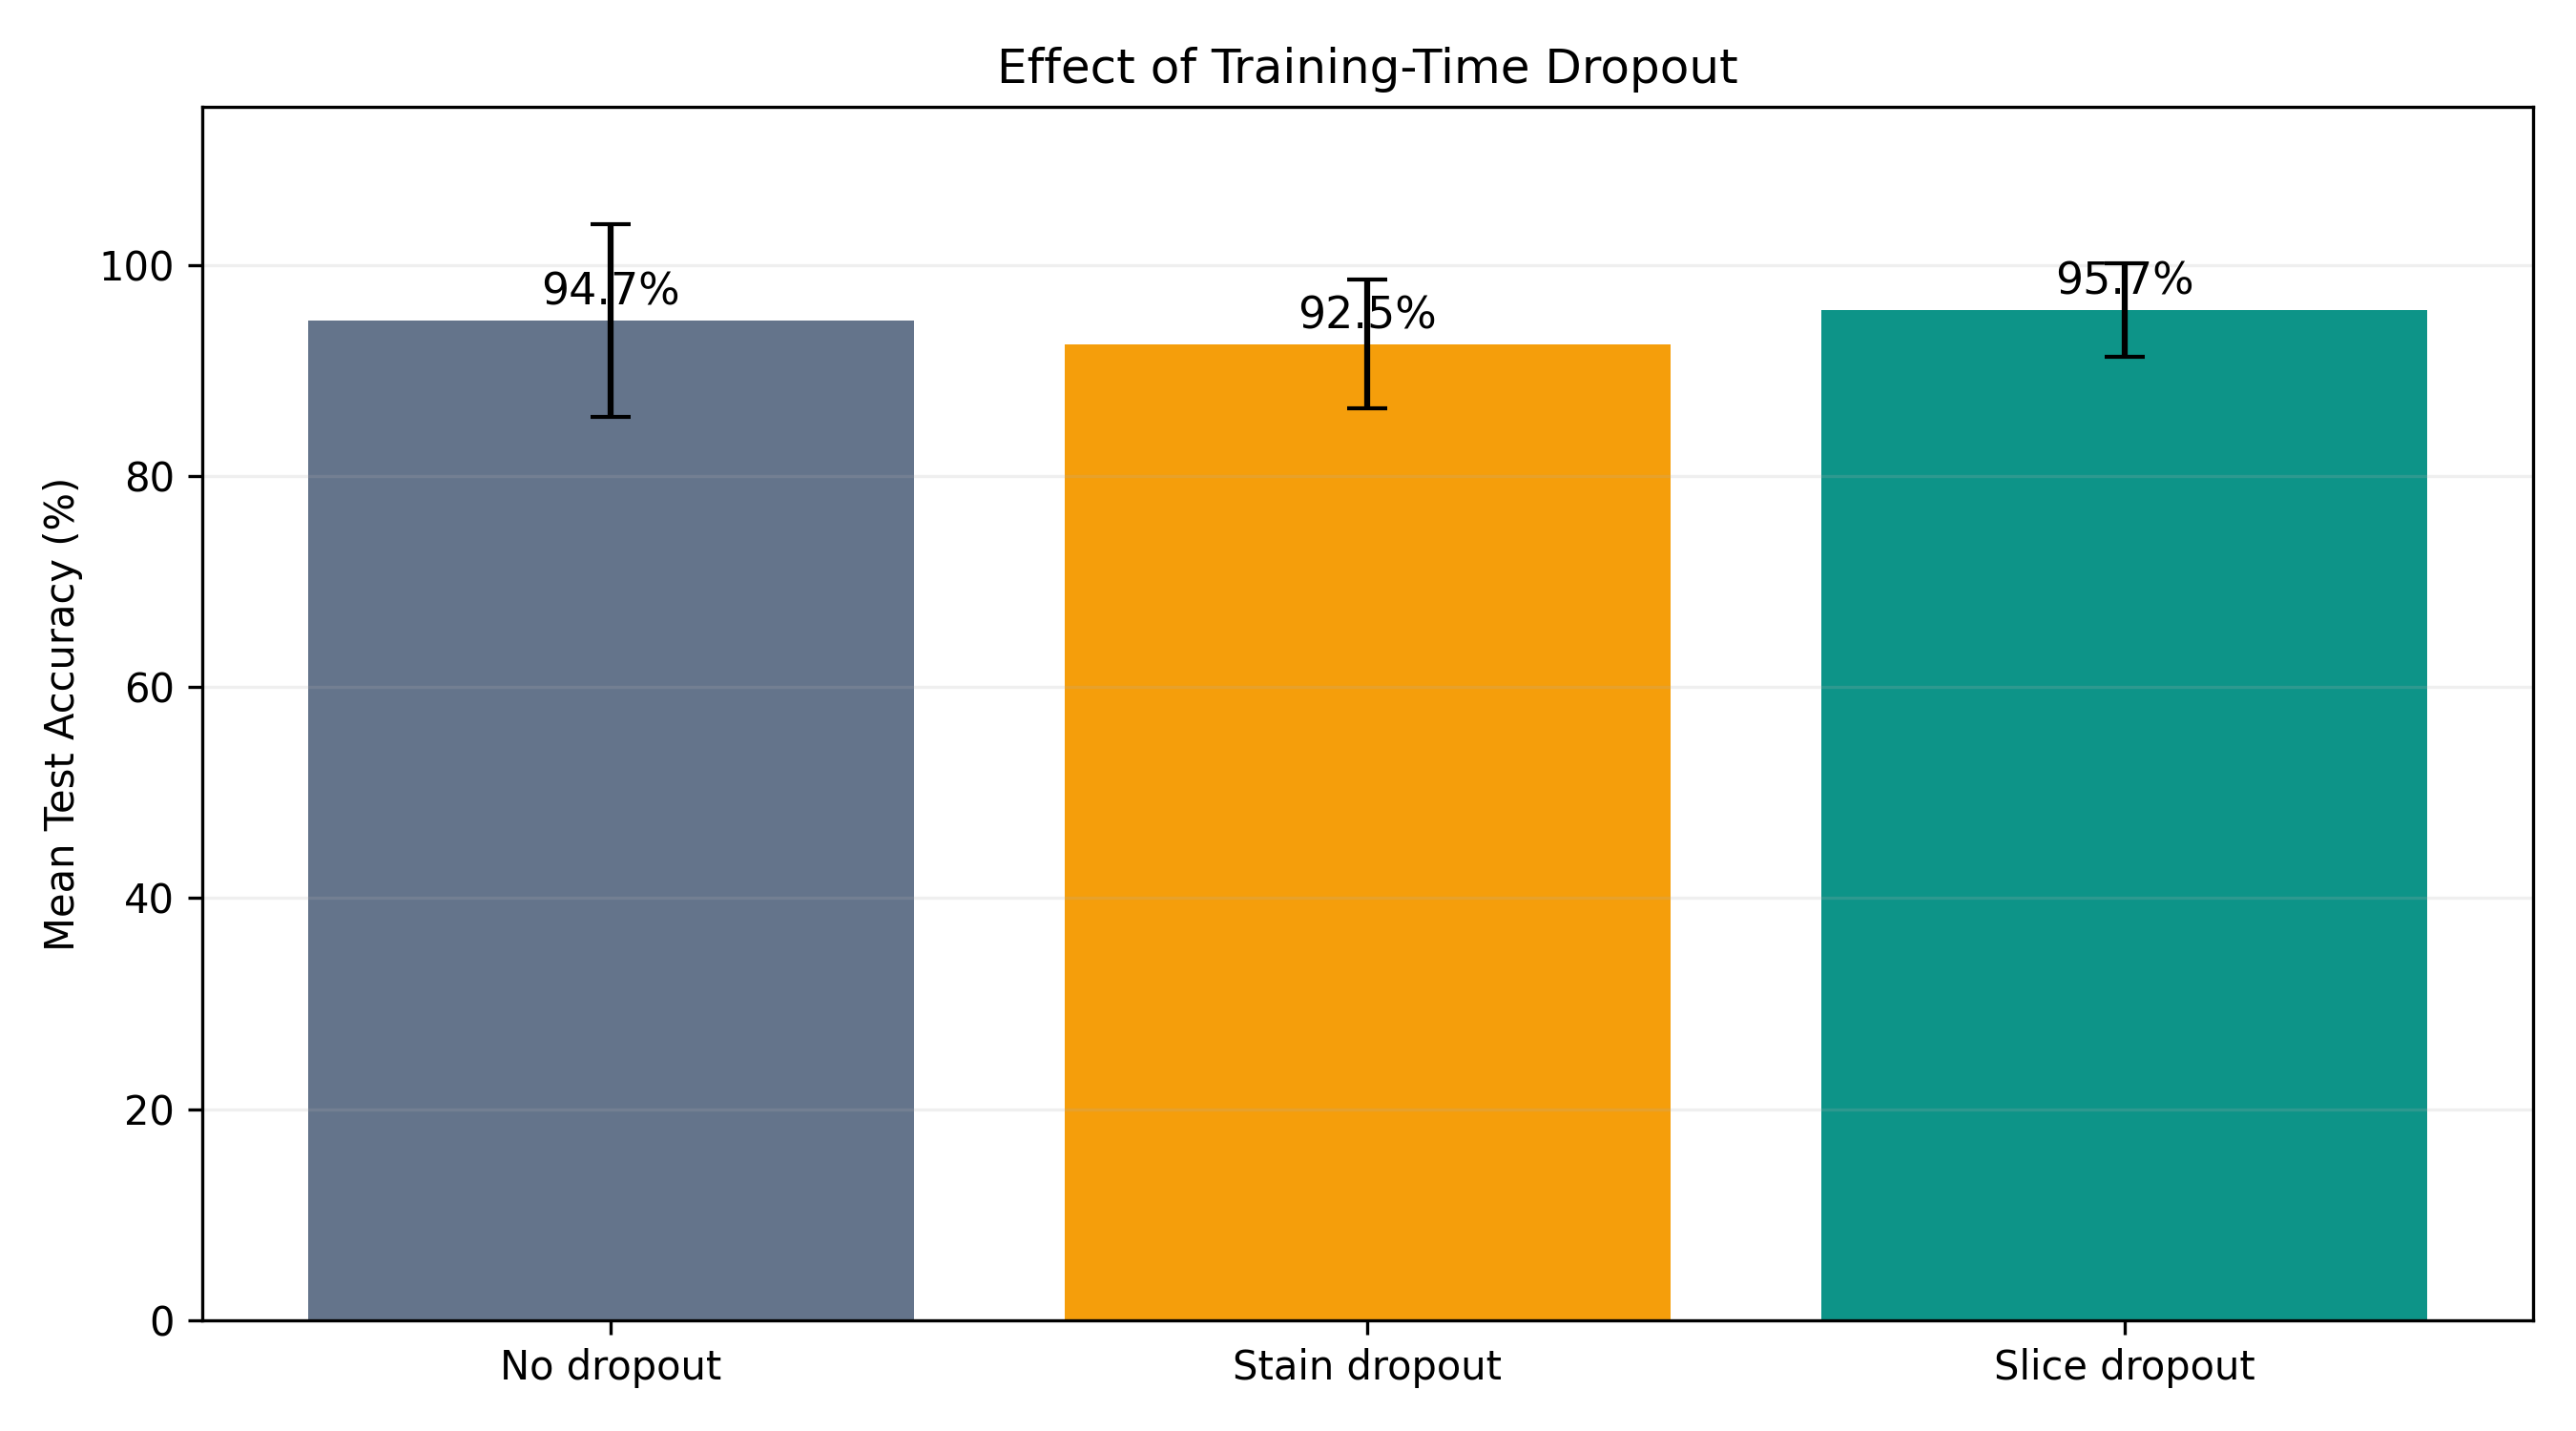 Effect of Training-Time Dropout
Mean Test Accuracy (%)
100
80
60
40
20
0
94.7%
92.5%
95.7%
No dropout
Stain dropout
Slice dropout